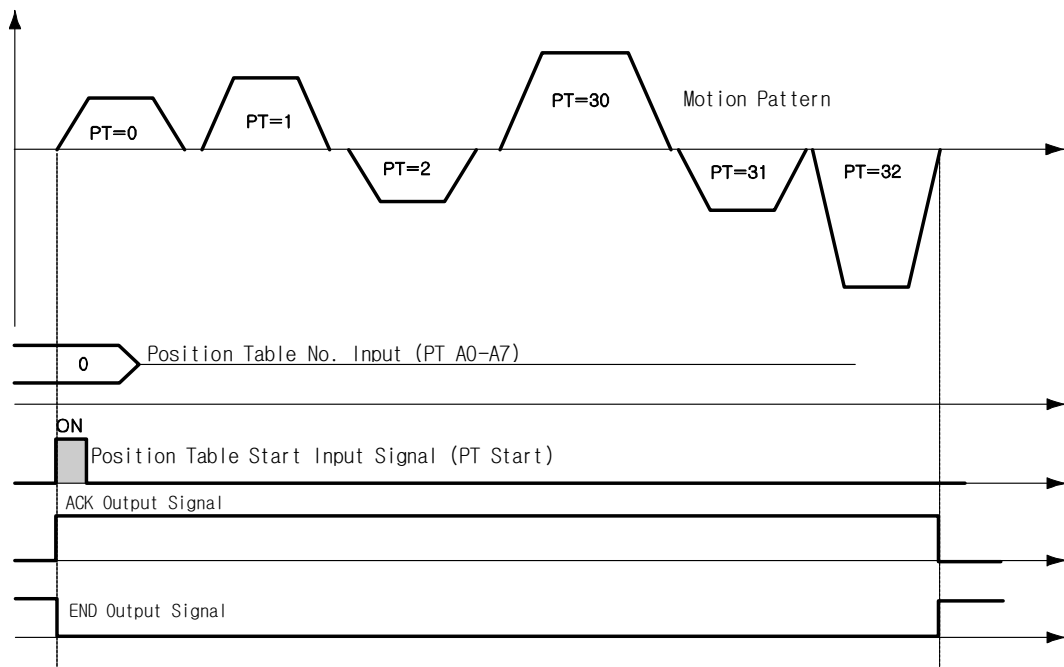 PT=0
PT=1
PT=2
PT=30
Motion Pattern
PT=31
PT=32
0
Position Table No. Input (PT A0-A7)
ON
Position Table Start Input Signal (PT Start)
ACK Output Signal
END Output Signal